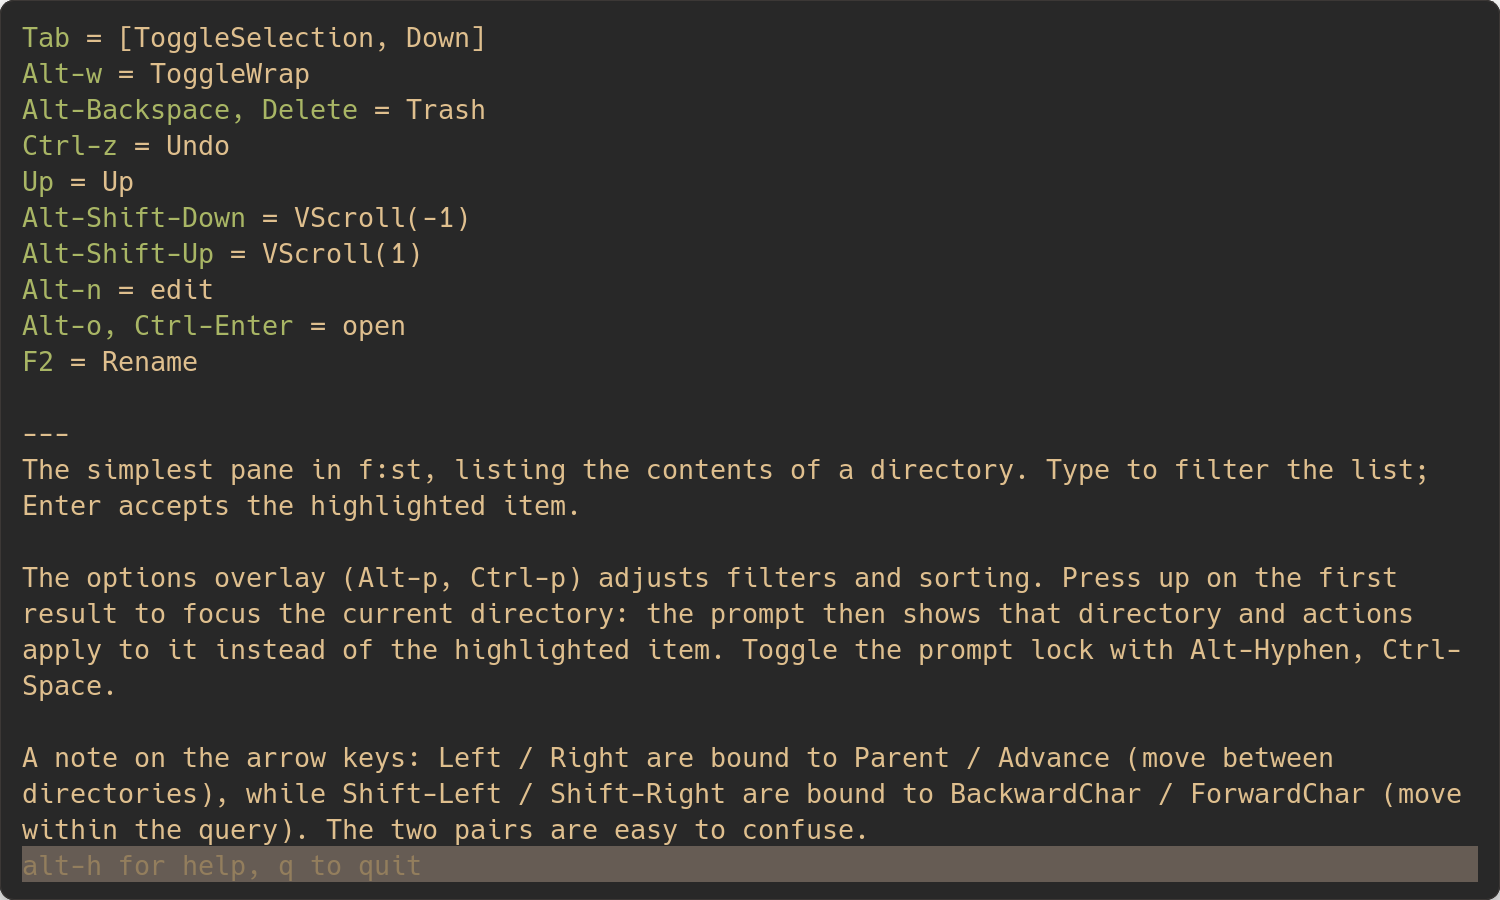 Tab = [ToggleSelection, Down]
Alt-w = ToggleWrap
Alt-Backspace, Delete = Trash
Ctrl-z = Undo
Up = Up
Alt-Shift-Down = VScroll(-1)
Alt-Shift-Up = VScroll(1)
Alt-n = edit
Alt-o, Ctrl-Enter = open
F2 = Rename
---
The simplest pane in f:st, listing the contents of a directory. Type to filter the list;
Enter accepts the highlighted item.
The options overlay (Alt-p, Ctrl-p) adjusts filters and sorting. Press up on the first
result to focus the current directory: the prompt then shows that directory and actions
apply to it instead of the highlighted item. Toggle the prompt lock with Alt-Hyphen, Ctrl-
Space.
A note on the arrow keys: Left / Right are bound to Parent / Advance (move between
directories), while Shift-Left / Shift-Right are bound to BackwardChar / ForwardChar (move
within the query). The two pairs are easy to confuse.
alt-h for help, q to quit